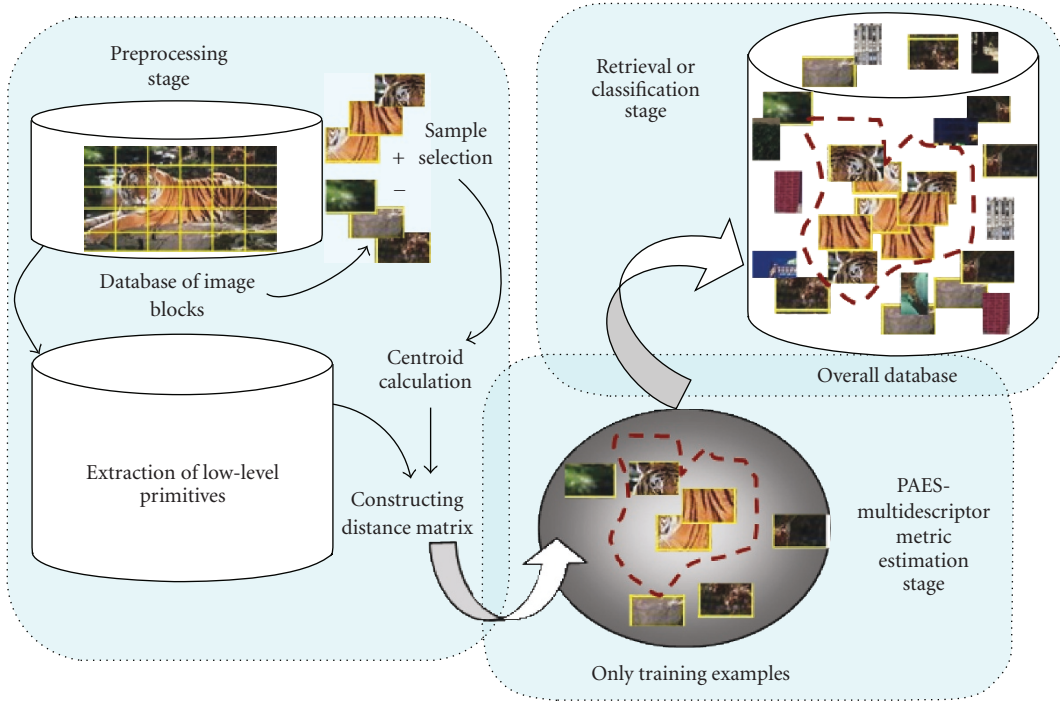 Preprocessing
stage
+
−
Sample
selection
Database of image
blocks
Centroid
calculation
Extraction of low-level
primitives
Constructing
distance matrix
Retrieval or
classification
stage
Overall database
PAES-
multidescriptor
metric
estimation
stage
Only training examples